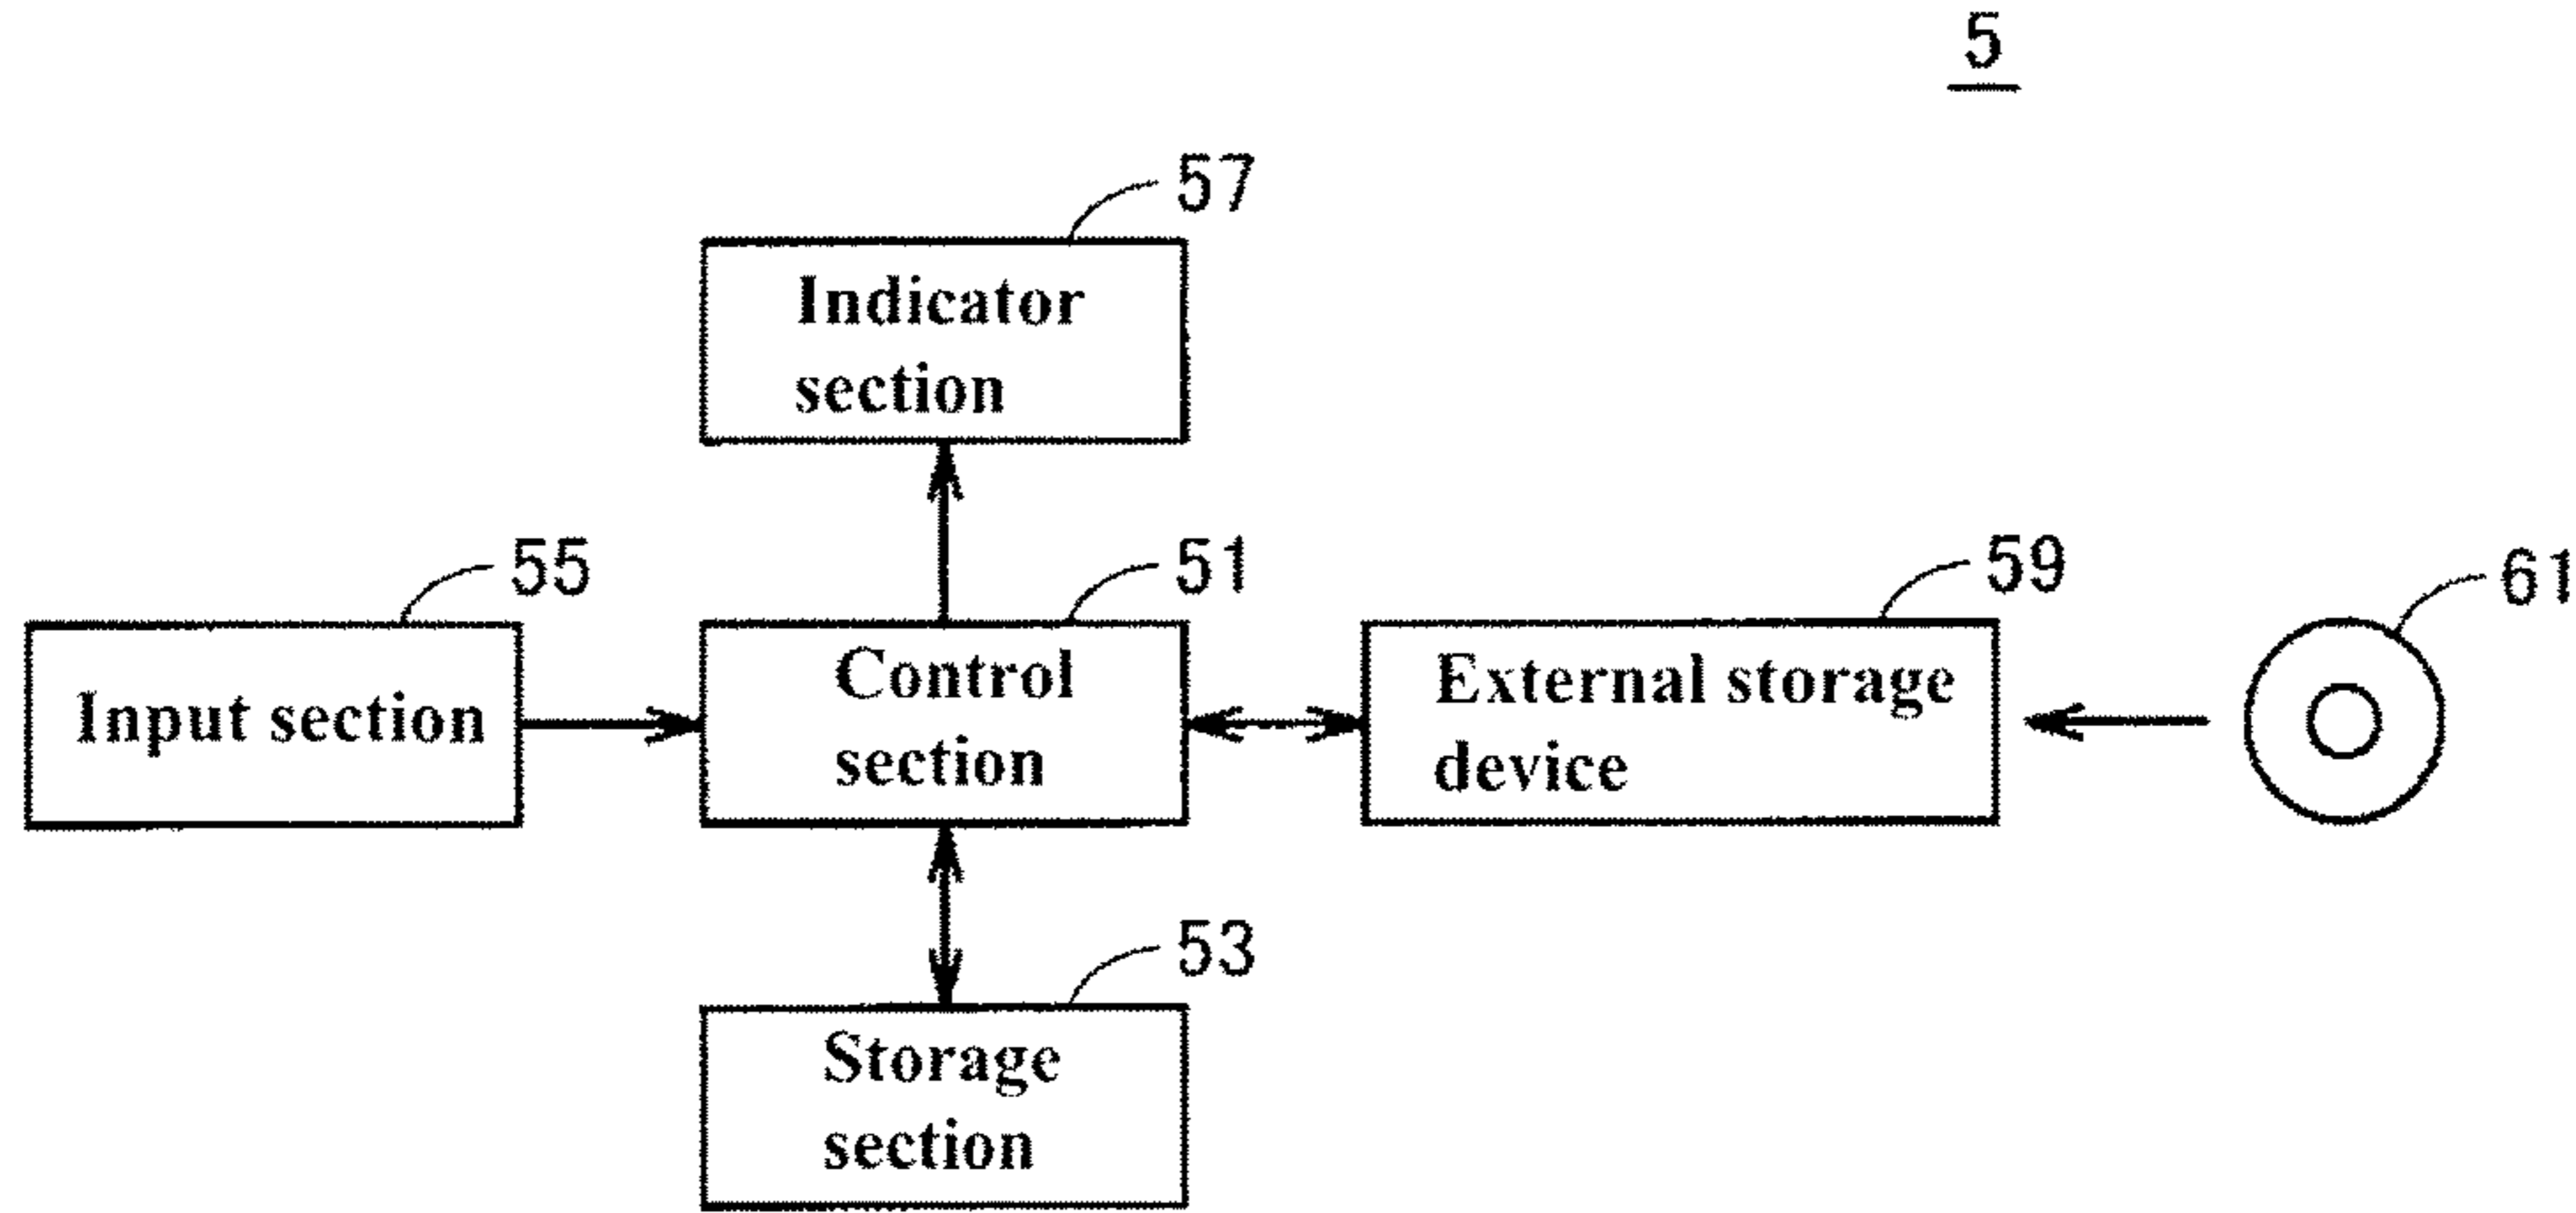 5
57
Indicator
section
55
51
59
61
Input section
Control
section
External storage
device
53
Storage
section